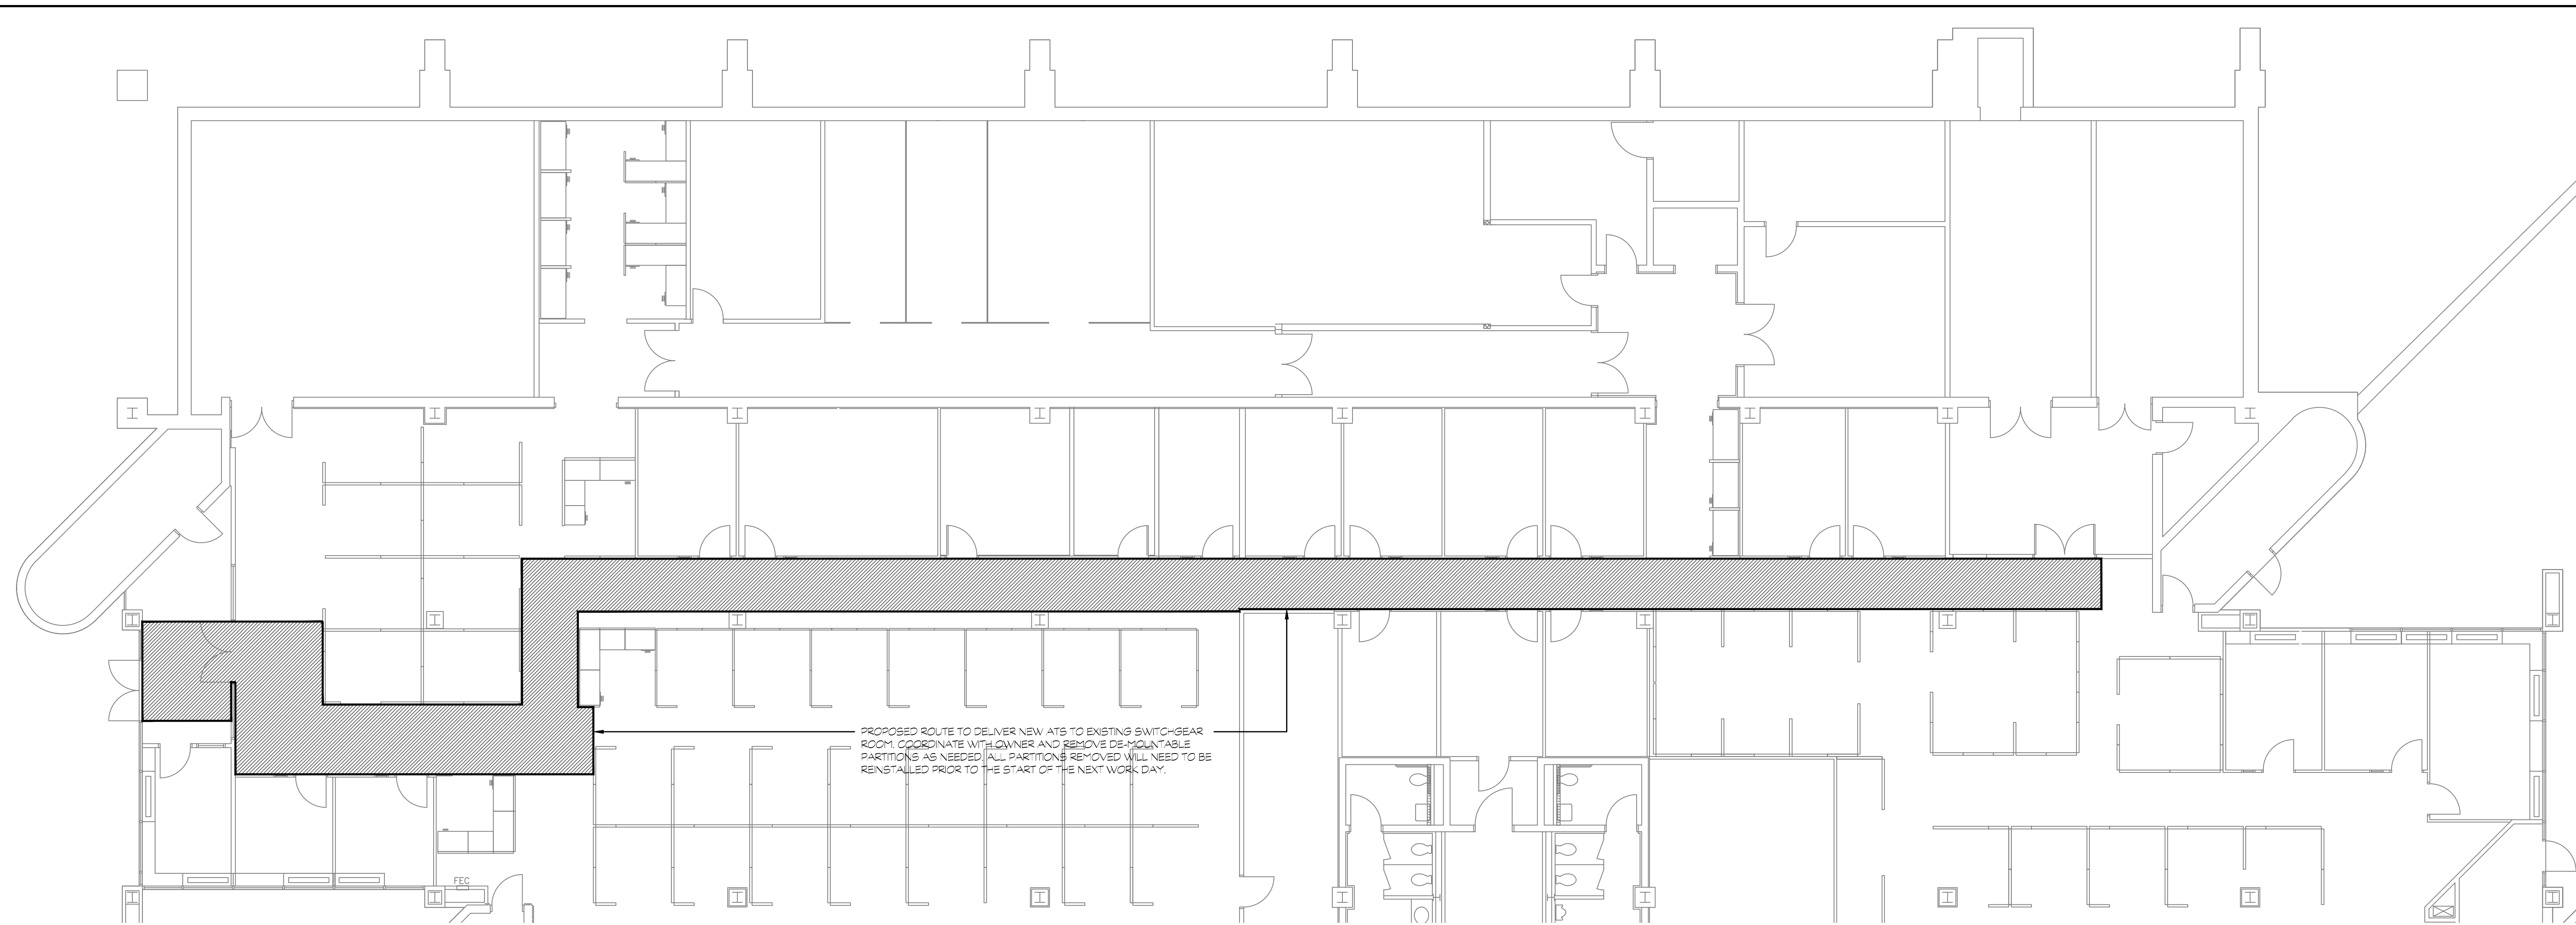 PROPOSED ROUTE TO DELIVER NEW ATS TO EXISTING SWITCHGEAR
ROOM. COORDINATE WITH OWNER AND REMOVE DE-MOUNTABLE
PARTITIONS AS NEEDED. ALL PARTITIONS REMOVED WILL NEED TO BE
REINSTALLED PRIOR TO THE START OF THE NEXT WORK DAY.
FEC